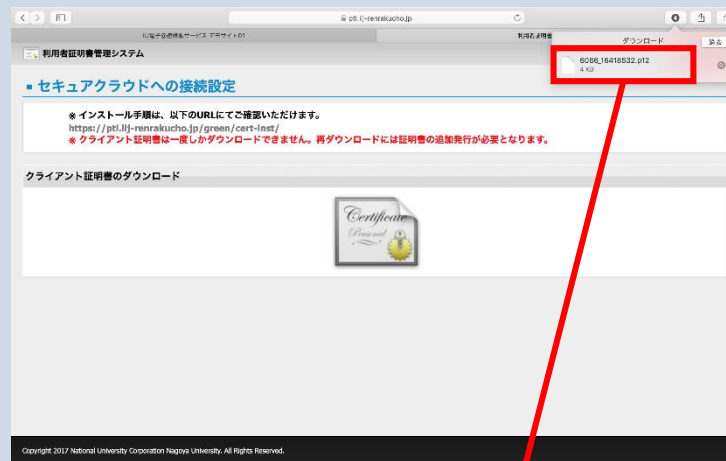 ptl.iij-renrakucho.jp
ダウンロード
消去
利用者証明書管理システム
6086_16418532.p12
4 KB
セキュアクラウドへの接続設定
※ インストール手順は、以下のURLにてご確認いただけます。
https://ptl.iij-renrakucho.jp/green/cert-inst/
※ クライアント証明書は一度しかダウンロードできません。再ダウンロードには証明書の追加発行が必要となります。
クライアント証明書のダウンロード
Certificate
Personal
Copyright 2017 National University Corporation Nagoya University. All Rights Reserved.